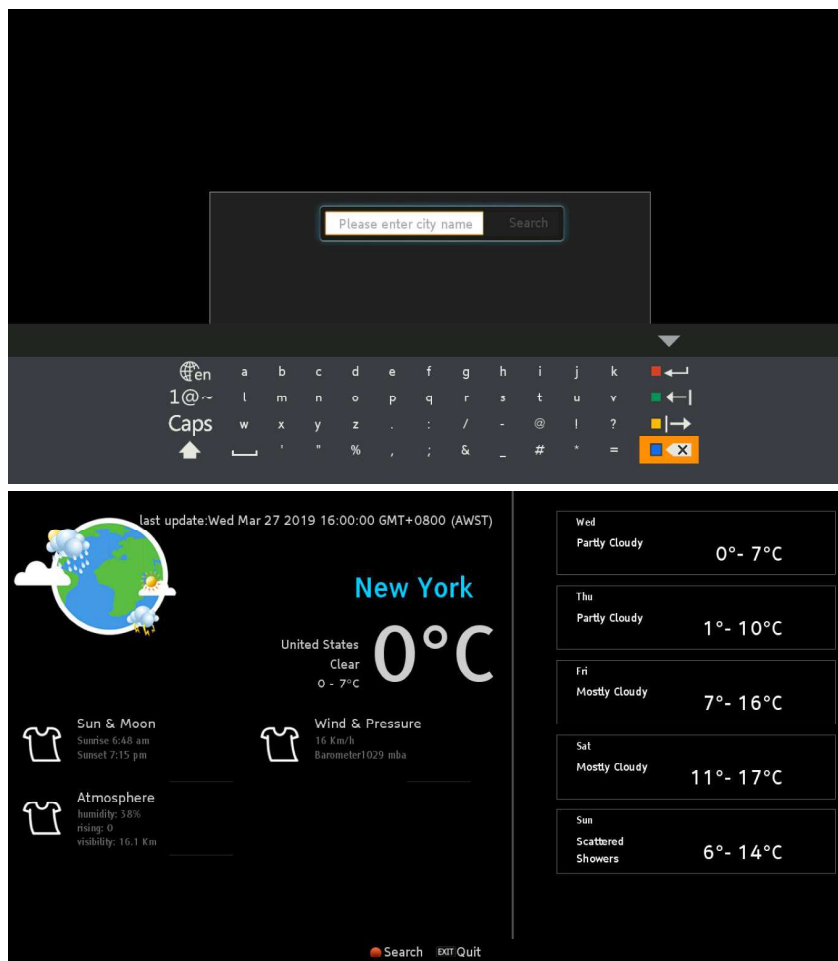 Please enter city name Search
en a b c d e f g h i j k
1@·~ l m n o p q r s t u v
Caps w x y z . : / - @ ! ?
' " % , ; & _ # * =
last update:Wed Mar 27 2019 16:00:00 GMT+0800 (AWST)
New York
United States
Clear
0 - 7°C
0°C
Sun & Moon
Sunrise 6:48 am
Sunset 7:15 pm
Wind & Pressure
16 Km/h
Barometer1029 mba
Atmosphere
humidity: 38%
rising: 0
visibility: 16.1 Km
Wed
Partly Cloudy
0°- 7°C
Thu
Partly Cloudy
1°- 10°C
Fri
Mostly Cloudy
7°- 16°C
Sat
Mostly Cloudy
11°- 17°C
Sun
Scattered
Showers
6°- 14°C
Search EXIT Quit